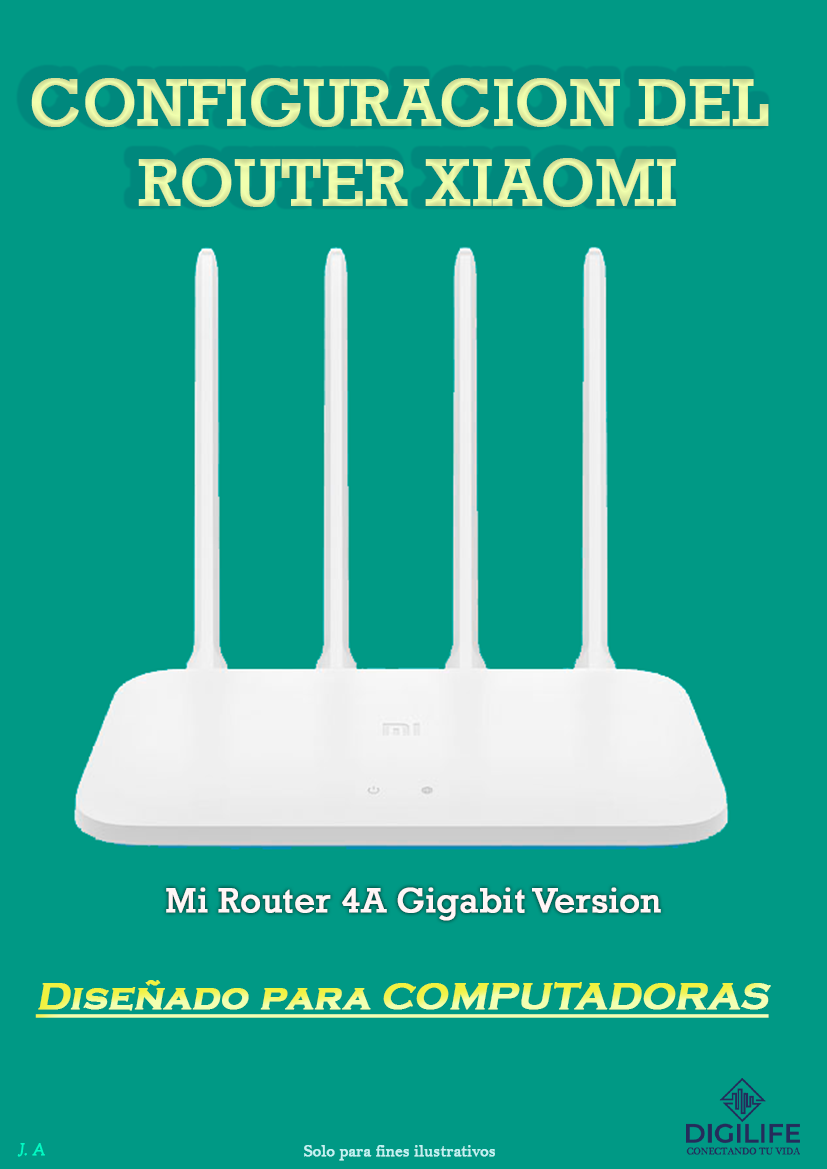 CONFIGURACION DEL
ROUTER XIAOMI
mi
Mi Router 4A Gigabit Version
DISEÑADO PARA COMPUTADORAS
DIGILIFE
CONECTANDO TU VIDA
J. A
Solo para fines ilustrativos